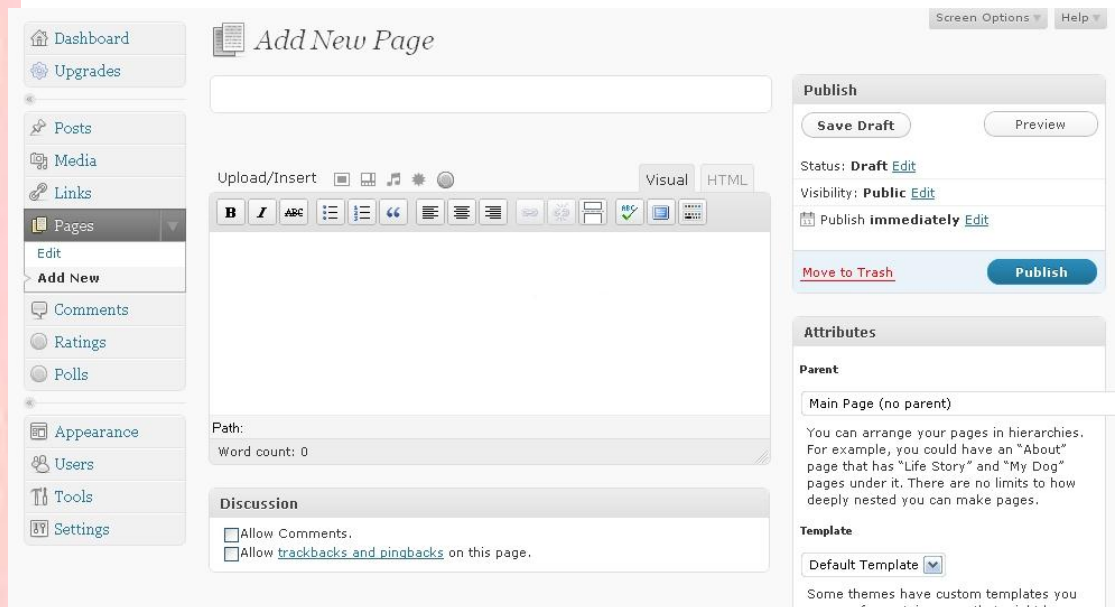 Screen Options
Help
Dashboard
Upgrades
Posts
Media
Links
Pages
Edit
Add New
Comments
Ratings
Polls
Appearance
Users
Tools
Settings
Add New Page
Upload/Insert
Visual
HTML
B I ABC
ABC
Path:
Word count: 0
Discussion
Allow Comments.
Allow trackbacks and pingbacks on this page.
Publish
Save Draft
Preview
Status: Draft Edit
Visibility: Public Edit
Publish immediately Edit
Move to Trash
Publish
Attributes
Parent
Main Page (no parent)
You can arrange your pages in hierarchies.
For example, you could have an "About"
page that has "Life Story" and "My Dog"
pages under it. There are no limits to how
deeply nested you can make pages.
Template
Default Template
Some themes have custom templates you